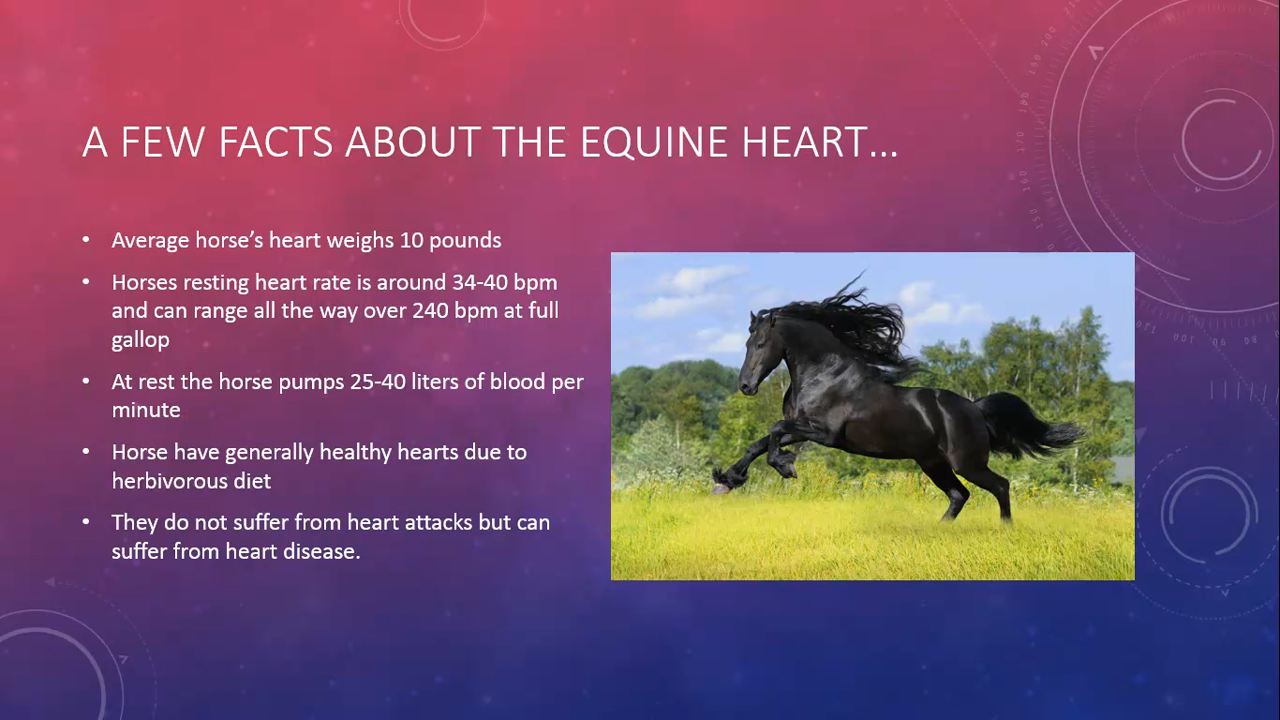 A FEW FACTS ABOUT THE EQUINE HEART...
• Average horse's heart weighs 10 pounds
• Horses resting heart rate is around 34-40 bpm
and can range all the way over 240 bpm at full
gallop
• At rest the horse pumps 25-40 liters of blood per
minute
• Horse have generally healthy hearts due to
herbivorous diet
• They do not suffer from heart attacks but can
suffer from heart disease.